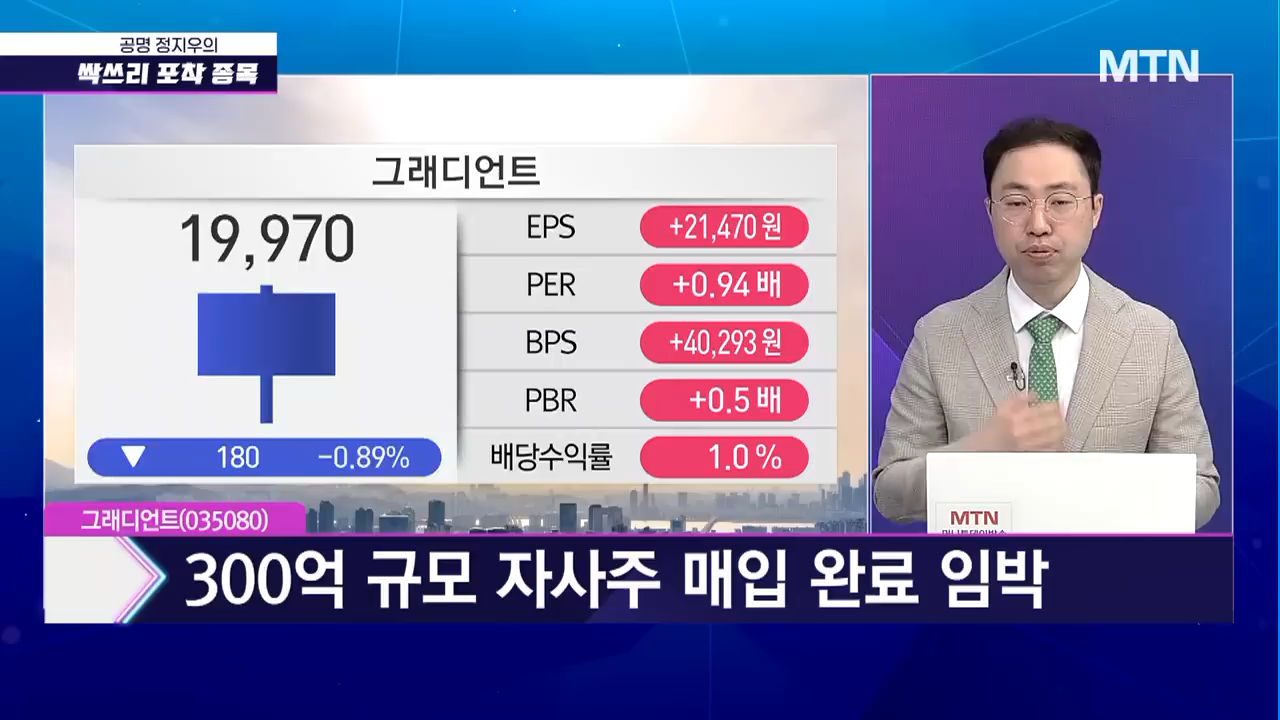 공명 정지우의
싹쓰리 포착 종목
MTN
그래디언트
19,970
▼ 180 -0.89%
EPS +21,470 원
PER +0.94 배
BPS +40,293 원
PBR +0.5 배
배당수익률 1.0 %
MTN
그래디언트(035080)
300억 규모 자사주 매입 완료 임박